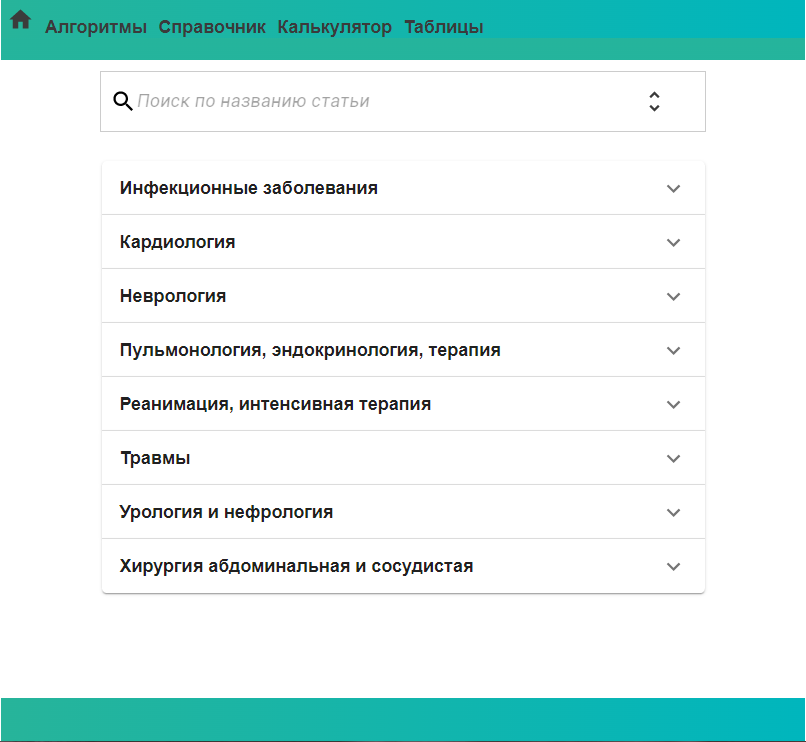 Алгоритмы Справочник Калькулятор Таблицы
Поиск по названию статьи
Инфекционные заболевания
Кардиология
Неврология
Пульмонология, эндокринология, терапия
Реанимация, интенсивная терапия
Травмы
Урология и нефрология
Хирургия абдоминальная и сосудистая